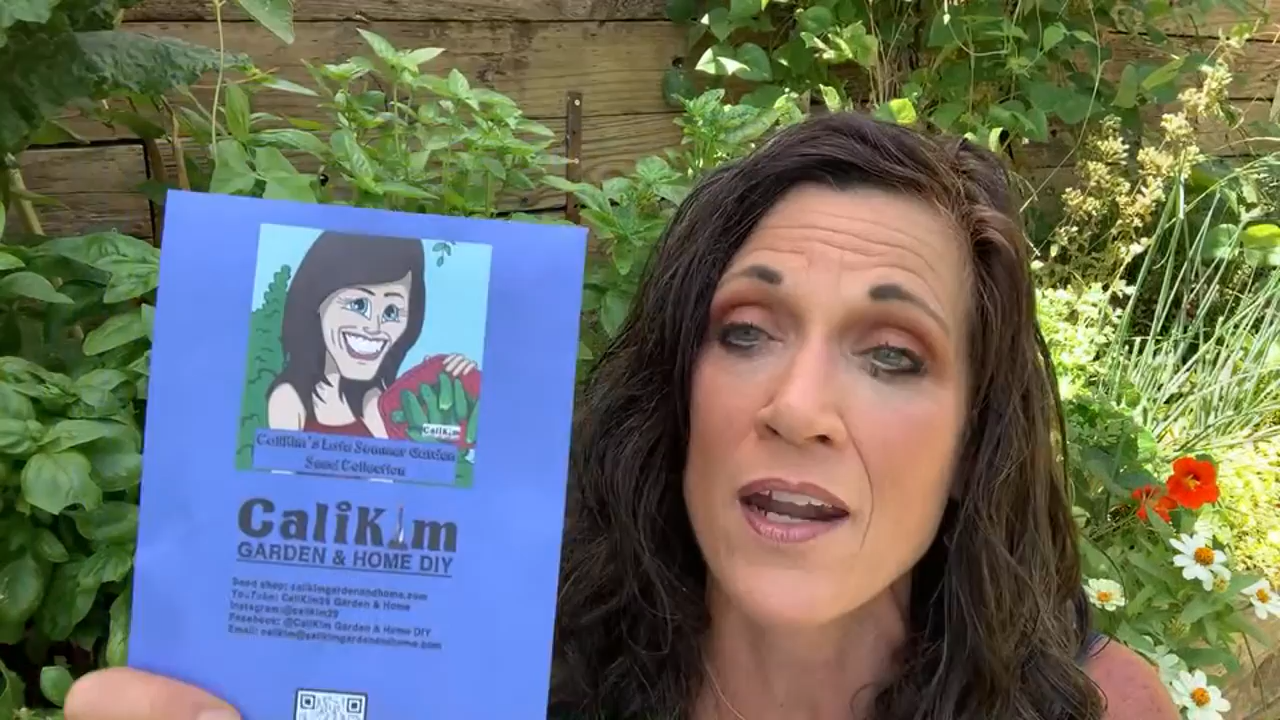 CaliKim
CaliKim's Late Summer Garden
Seed Collection
CaliKim
GARDEN & HOME DIY
Seed shop: calikimgardenandhome.com
YouTube: CaliKim29 Garden & Home
Instagram: @calikim29
Facebook: @CaliKim Garden & Home DIY
Email: calikim@calikimgardenandhome.com